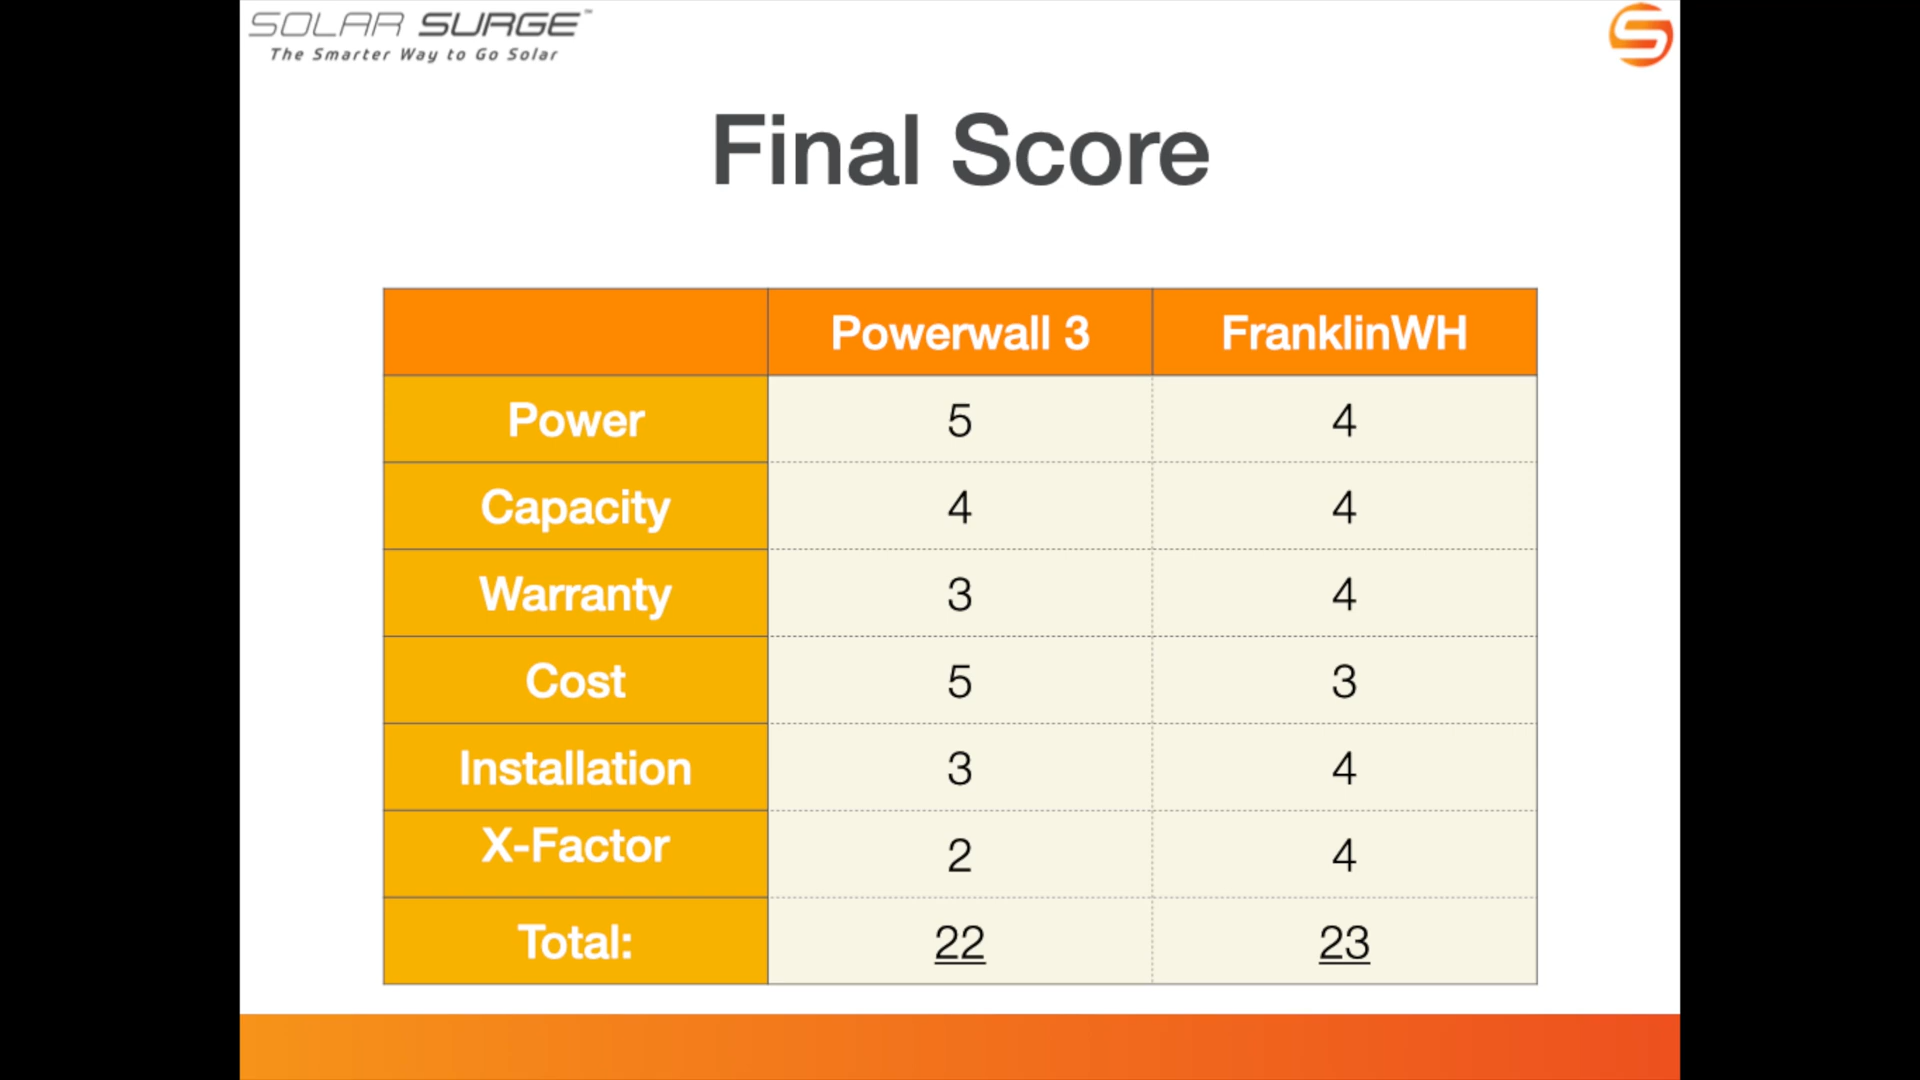 SOLAR SURGE™
The Smarter Way to Go Solar
Final Score
Powerwall 3 FranklinWH
Power 5 4
Capacity 4 4
Warranty 3 4
Cost 5 3
Installation 3 4
X-Factor 2 4
Total: 22 23